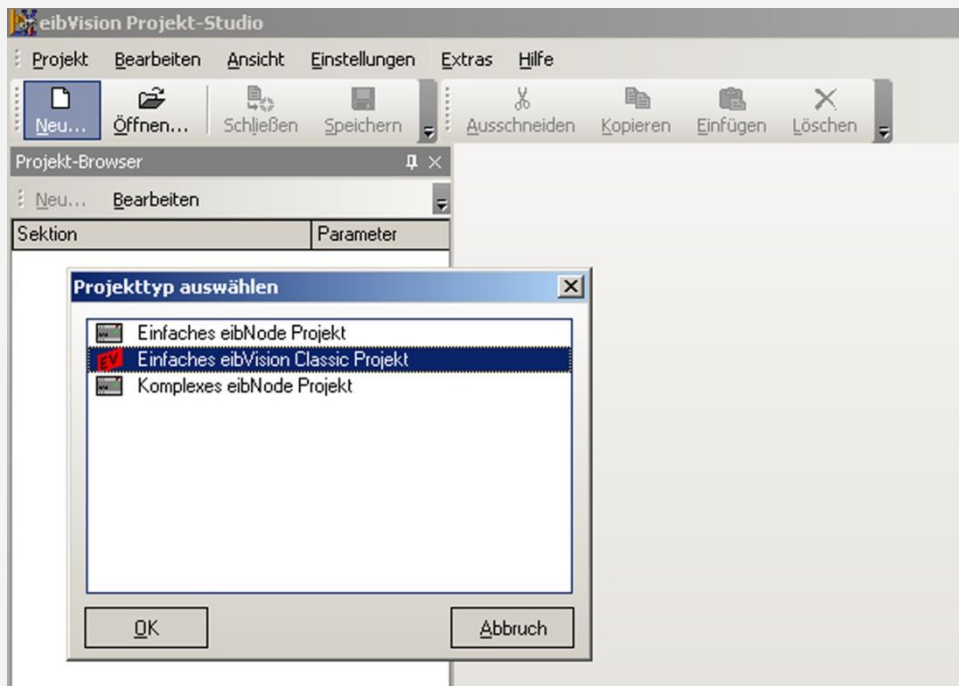 eibVision Projekt-Studio
Projekt Bearbeiten Ansicht Einstellungen Extras Hilfe
Neu... Öffnen... Schließen Speichern Ausschneiden Kopieren Einfügen Löschen
Projekt-Browser
Neu... Bearbeiten
Sektion Parameter
Projekttyp auswählen
Einfaches eibNode Projekt
EV Einfaches eibVision Classic Projekt
Komplexes eibNode Projekt
OK Abbruch